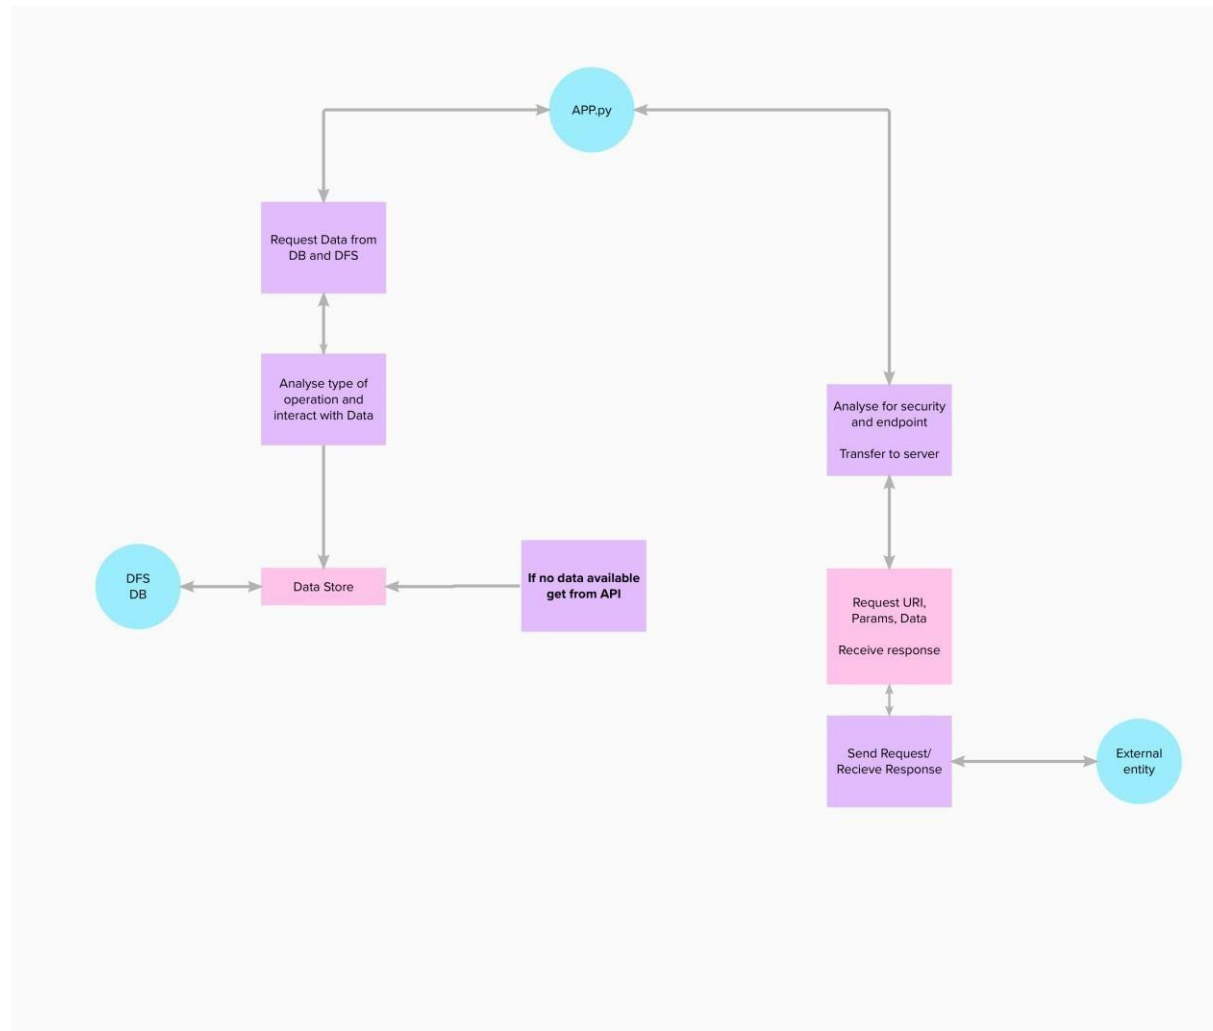 APP.py
Request Data from
DB and DFS
Analyse type of
operation and
interact with Data
Analyse for security
and endpoint
Transfer to server
DFS
DB
Data Store
If no data available
get from API
Request URI,
Params, Data
Receive response
Send Request/
Recieve Response
External
entity